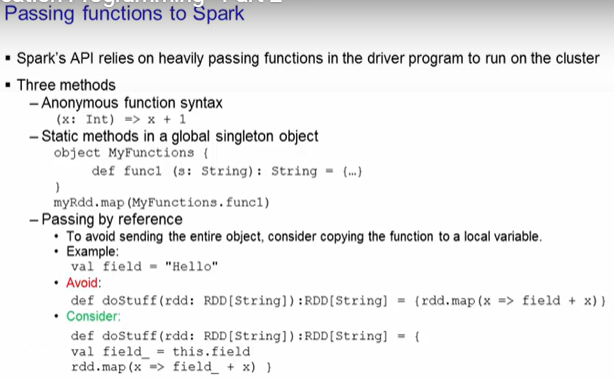 Passing functions to Spark
▪ Spark's API relies on heavily passing functions in the driver program to run on the cluster
▪ Three methods
– Anonymous function syntax
(x: Int) => x + 1
– Static methods in a global singleton object
object MyFunctions {
def func1 (s: String): String = {…}
}
myRdd.map(MyFunctions.func1)
– Passing by reference
• To avoid sending the entire object, consider copying the function to a local variable.
• Example:
val field = "Hello"
• Avoid:
def doStuff(rdd: RDD[String]):RDD[String] = {rdd.map(x => field + x)}
• Consider:
def doStuff(rdd: RDD[String]):RDD[String] = {
val field_ = this.field
rdd.map(x => field_ + x) }